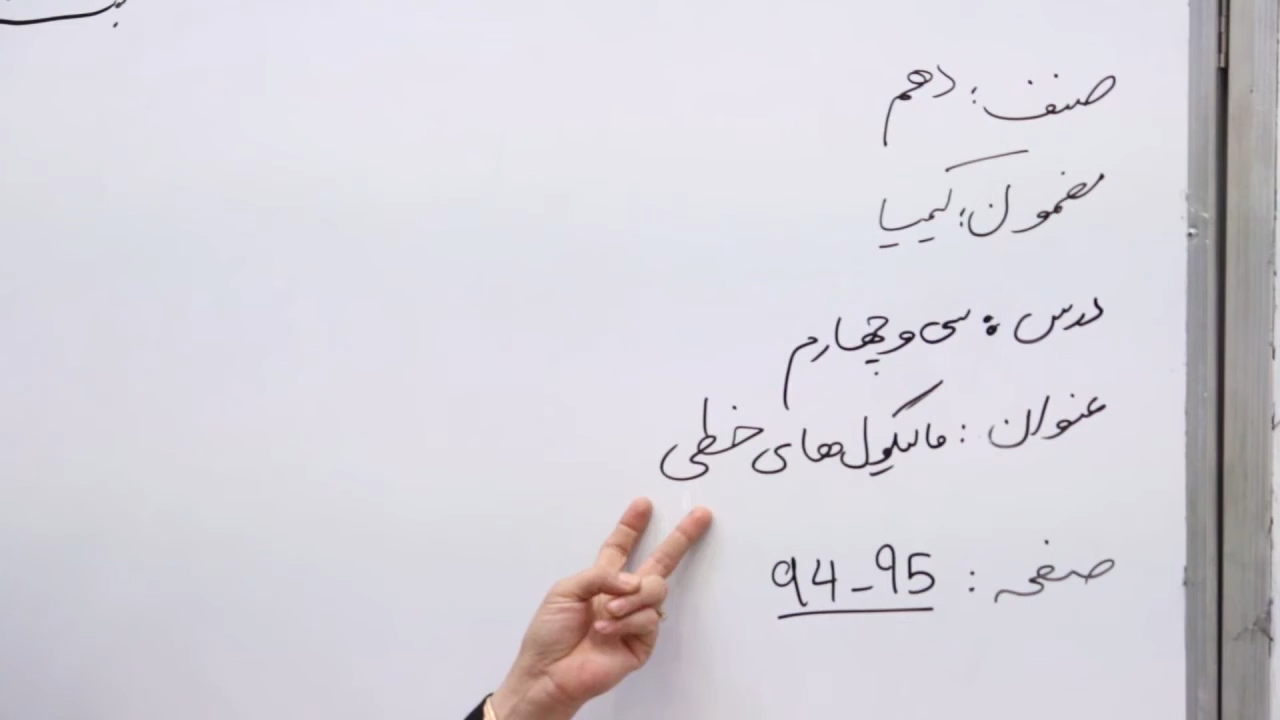 صنف: دهم
مضمون: کیمیا
درس: سی و چهارم
عنوان: مالیکول های خطی
صفحه: 94-95